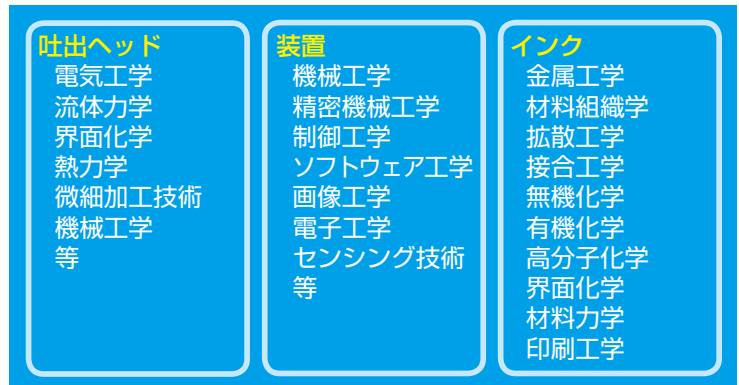 吐出ヘッド
電気工学
流体力学
界面化学
熱力学
微細加工技術
機械工学
等
装置
機械工学
精密機械工学
制御工学
ソフトウェア工学
画像工学
電子工学
センシング技術
等
インク
金属工学
材料組織学
拡散工学
接合工学
無機化学
有機化学
高分子化学
界面化学
材料力学
印刷工学